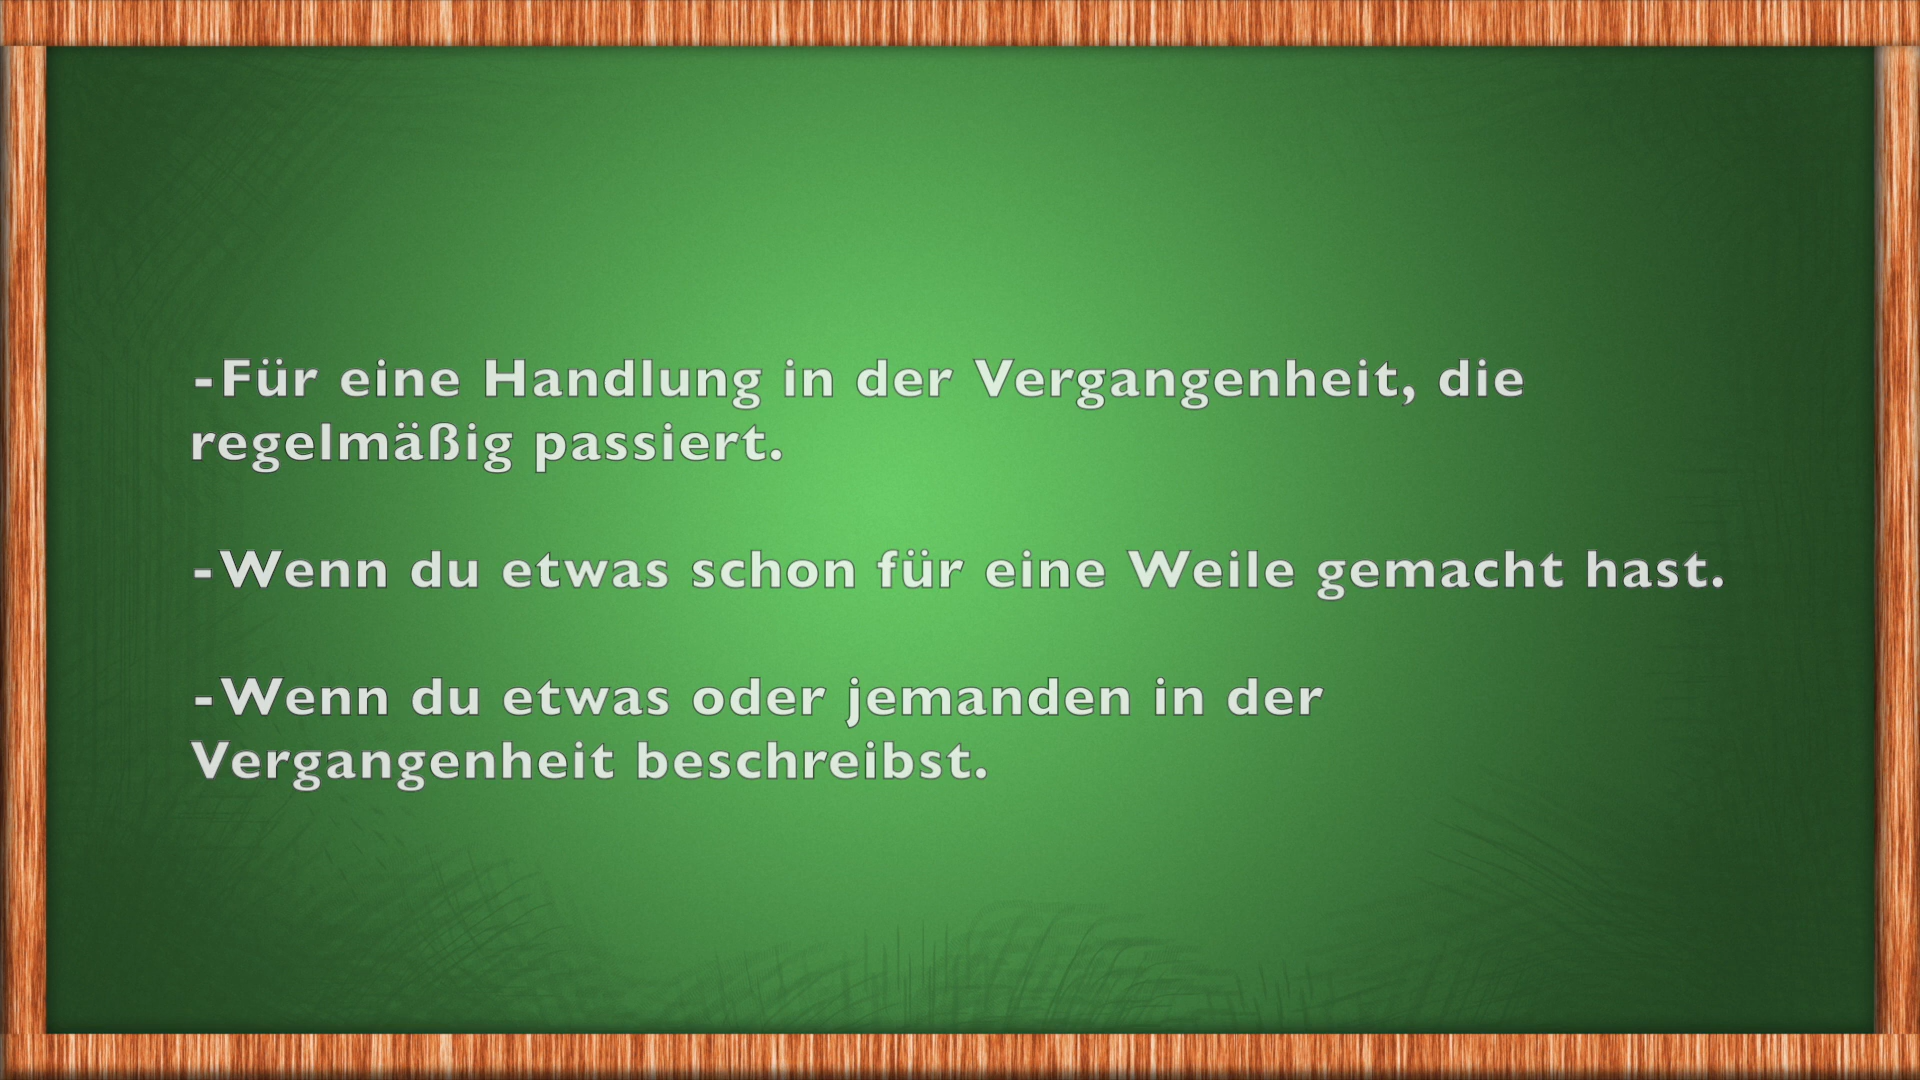 -Für eine Handlung in der Vergangenheit, die
regelmäßig passiert.
-Wenn du etwas schon für eine Weile gemacht hast.
-Wenn du etwas oder jemanden in der
Vergangenheit beschreibst.